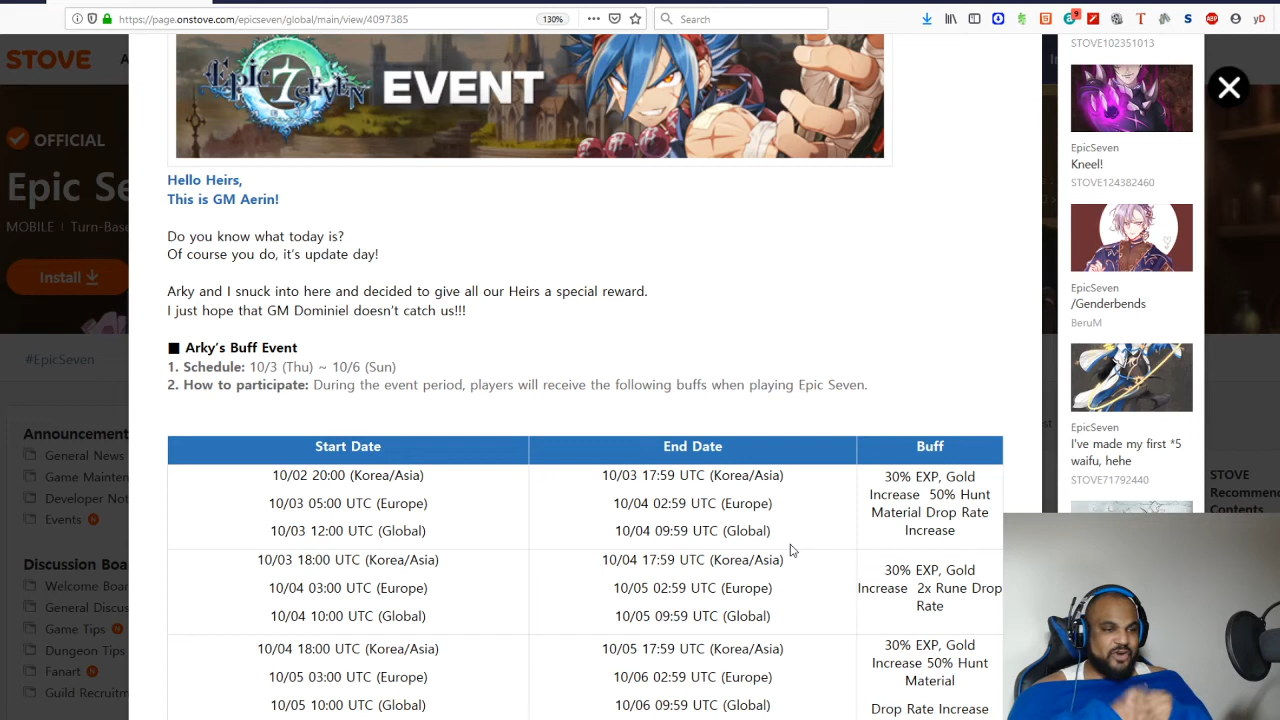 https://page.onstove.com/epicseven/global/main/view/4097385
130%
Search
STOVE
OFFICIAL
Epic Se
MOBILE | Turn-Base
Install
#EpicSeven
Announcement
General News
Game Mainten
Developer Not
Events
Discussion Boa
Welcome Boar
General Discus
Game Tips
Dungeon Tips
Fanart
Guild Recruitm
Epic Seven
EVENT
Hello Heirs,
This is GM Aerin!
Do you know what today is?
Of course you do, it's update day!
Arky and I snuck into here and decided to give all our Heirs a special reward.
I just hope that GM Dominiel doesn't catch us!!!
■ Arky's Buff Event
1. Schedule: 10/3 (Thu) ~ 10/6 (Sun)
2. How to participate: During the event period, players will receive the following buffs when playing Epic Seven.
Start Date End Date Buff
10/02 20:00 (Korea/Asia) 10/03 17:59 UTC (Korea/Asia)
10/03 05:00 UTC (Europe) 10/04 02:59 UTC (Europe)
10/03 12:00 UTC (Global) 10/04 09:59 UTC (Global)
30% EXP, Gold
Increase 50% Hunt
Material Drop Rate
Increase
10/03 18:00 UTC (Korea/Asia) 10/04 17:59 UTC (Korea/Asia)
10/04 03:00 UTC (Europe) 10/05 02:59 UTC (Europe)
10/04 10:00 UTC (Global) 10/05 09:59 UTC (Global)
30% EXP, Gold
Increase 2x Rune Drop
Rate
10/04 18:00 UTC (Korea/Asia) 10/05 17:59 UTC (Korea/Asia)
10/05 03:00 UTC (Europe) 10/06 02:59 UTC (Europe)
10/05 10:00 UTC (Global) 10/06 09:59 UTC (Global)
30% EXP, Gold
Increase 50% Hunt
Material
Drop Rate Increase
STOVE102351013
EpicSeven
Kneel!
STOVE124382460
EpicSeven
/Genderbends
BeruM
EpicSeven
I've made my first *5
waifu, hehe
STOVE71792440
STOVE
Recommen
Contents